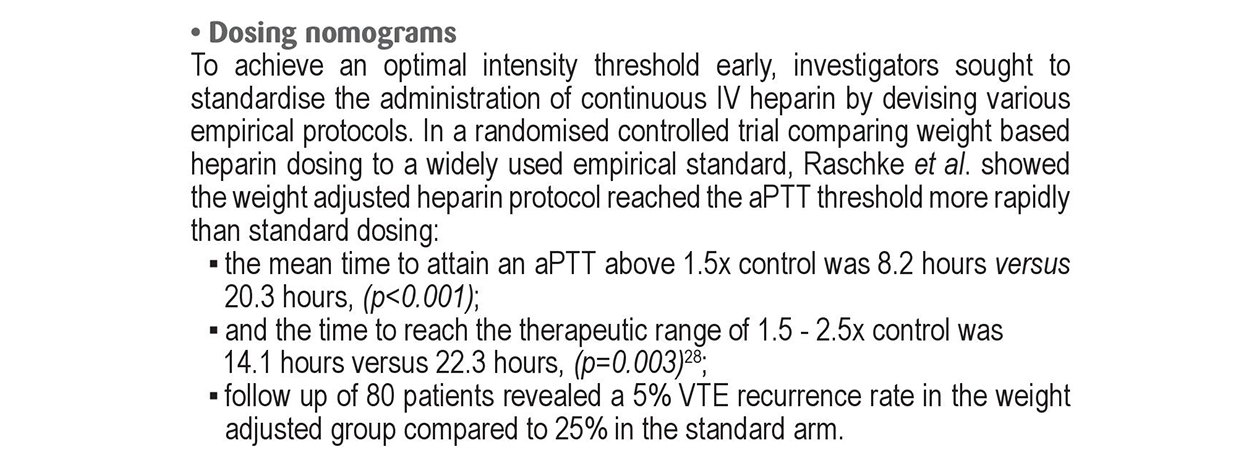 • Dosing nomograms
To achieve an optimal intensity threshold early, investigators sought to
standardise the administration of continuous IV heparin by devising various
empirical protocols. In a randomised controlled trial comparing weight based
heparin dosing to a widely used empirical standard, Raschke et al. showed
the weight adjusted heparin protocol reached the aPTT threshold more rapidly
than standard dosing:
▪ the mean time to attain an aPTT above 1.5x control was 8.2 hours versus
20.3 hours, (p<0.001);
▪ and the time to reach the therapeutic range of 1.5 - 2.5x control was
14.1 hours versus 22.3 hours, (p=0.003)²⁸;
▪ follow up of 80 patients revealed a 5% VTE recurrence rate in the weight
adjusted group compared to 25% in the standard arm.